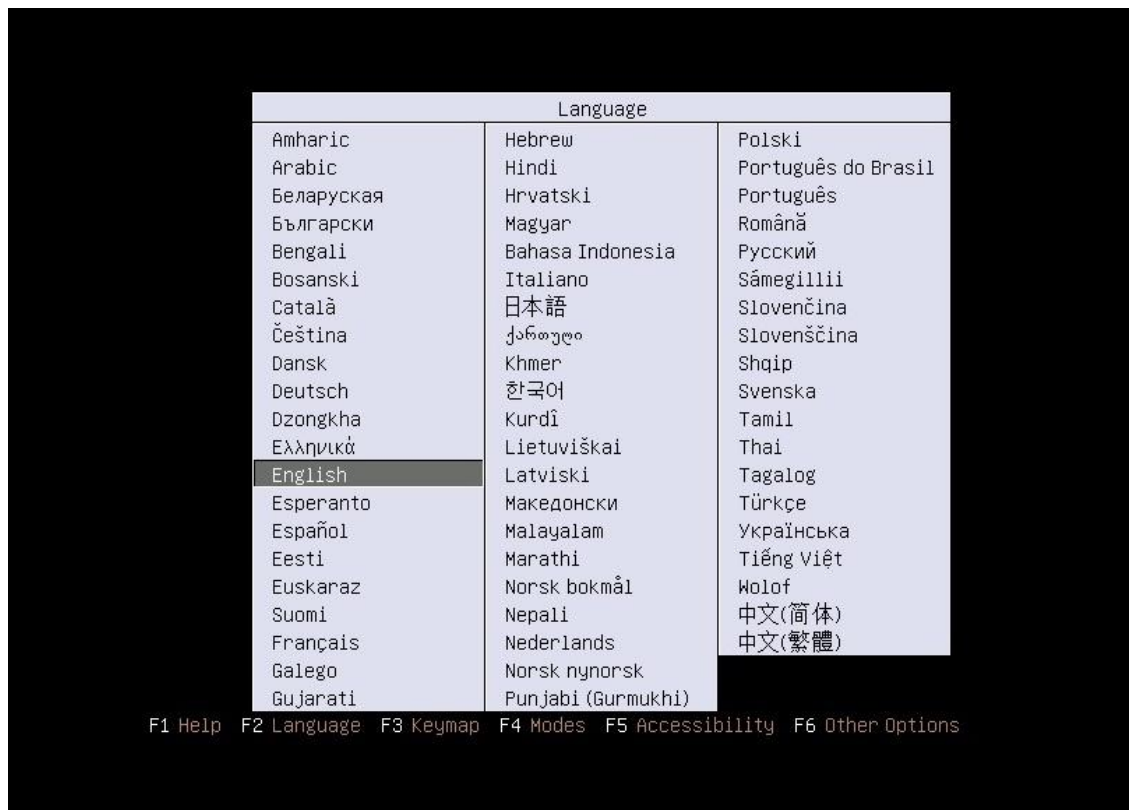 Language
Amharic
Arabic
Беларуская
Български
Bengali
Bosanski
Català
Čeština
Dansk
Deutsch
Dzongkha
Ελληνικά
English
Esperanto
Español
Eesti
Euskaraz
Suomi
Français
Galego
Gujarati
Hebrew
Hindi
Hrvatski
Magyar
Bahasa Indonesia
Italiano
日本語
ქართული
Khmer
한국어
Kurdî
Lietuviškai
Latviski
Македонски
Malayalam
Marathi
Norsk bokmål
Nepali
Nederlands
Norsk nynorsk
Punjabi (Gurmukhi)
Polski
Português do Brasil
Português
Română
Русский
Sámegillii
Slovenčina
Slovenščina
Shqip
Svenska
Tamil
Thai
Tagalog
Türkçe
Українська
Tiếng Việt
Wolof
中文(简体)
中文(繁體)
F1 Help F2 Language F3 Keymap F4 Modes F5 Accessibility F6 Other Options